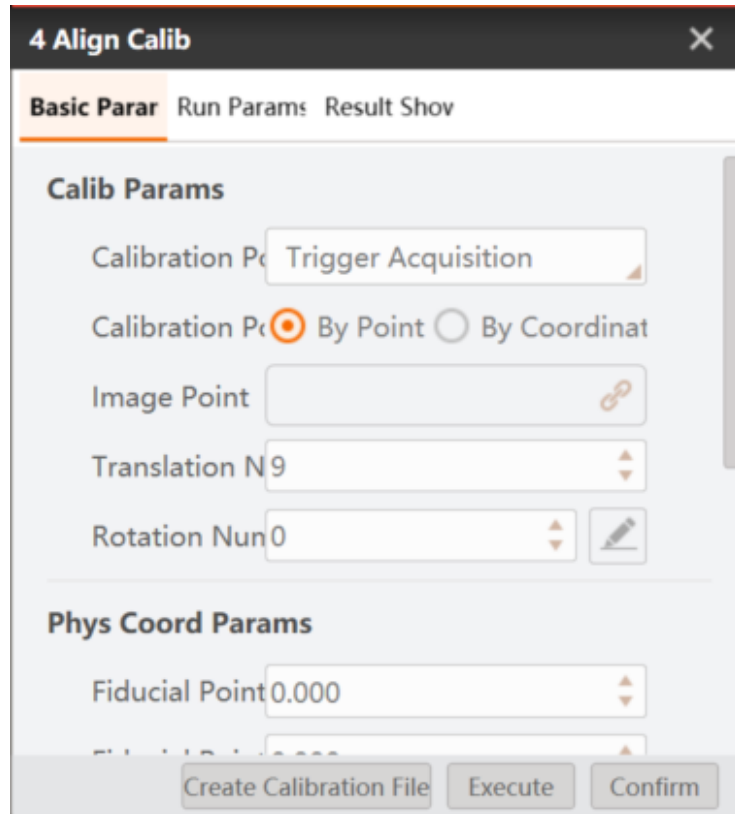 4 Align Calib
Basic Parar Run Params Result Shov
Calib Params
Calibration Po Trigger Acquisition
Calibration Po By Point By Coordinat
Image Point
Translation N 9
Rotation Nun 0
Phys Coord Params
Fiducial Point 0.000
Create Calibration File Execute Confirm